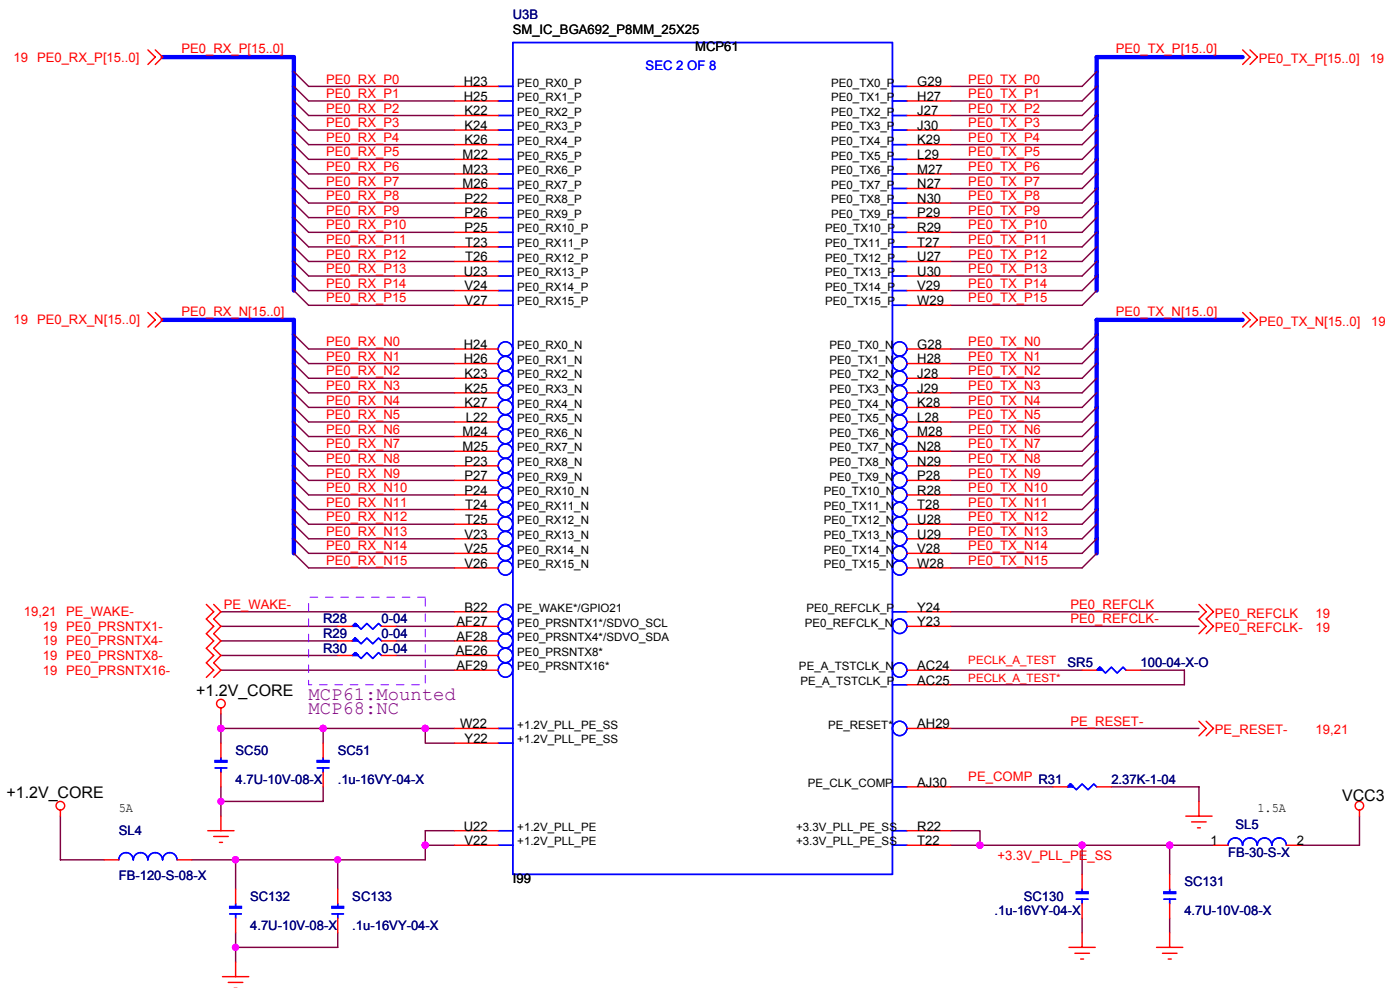 U3B
SM_IC_BGA692_P8MM_25X25
MCP61
SEC 2 OF 8
19 PE0_RX_P[15..0] PE0_RX_P[15..0] PE0_TX_P[15..0] PE0_TX_P[15..0] 19
PE0_RX_P0 H23 PE0_RX0_P PE0_TX0_P G29 PE0_TX_P0
PE0_RX_P1 H25 PE0_RX1_P PE0_TX1_P H27 PE0_TX_P1
PE0_RX_P2 K22 PE0_RX2_P PE0_TX2_P J27 PE0_TX_P2
PE0_RX_P3 K24 PE0_RX3_P PE0_TX3_P J30 PE0_TX_P3
PE0_RX_P4 K26 PE0_RX4_P PE0_TX4_P K29 PE0_TX_P4
PE0_RX_P5 M22 PE0_RX5_P PE0_TX5_P L29 PE0_TX_P5
PE0_RX_P6 M23 PE0_RX6_P PE0_TX6_P M27 PE0_TX_P6
PE0_RX_P7 M26 PE0_RX7_P PE0_TX7_P N27 PE0_TX_P7
PE0_RX_P8 P22 PE0_RX8_P PE0_TX8_P N30 PE0_TX_P8
PE0_RX_P9 P26 PE0_RX9_P PE0_TX9_P P29 PE0_TX_P9
PE0_RX_P10 P25 PE0_RX10_P PE0_TX10_P R29 PE0_TX_P10
PE0_RX_P11 T23 PE0_RX11_P PE0_TX11_P T27 PE0_TX_P11
PE0_RX_P12 T26 PE0_RX12_P PE0_TX12_P U27 PE0_TX_P12
PE0_RX_P13 U23 PE0_RX13_P PE0_TX13_P U30 PE0_TX_P13
PE0_RX_P14 V24 PE0_RX14_P PE0_TX14_P V29 PE0_TX_P14
PE0_RX_P15 V27 PE0_RX15_P PE0_TX15_P W29 PE0_TX_P15
19 PE0_RX_N[15..0] PE0_RX_N[15..0] PE0_TX_N[15..0] PE0_TX_N[15..0] 19
PE0_RX_N0 H24 PE0_RX0_N PE0_TX0_N G28 PE0_TX_N0
PE0_RX_N1 H26 PE0_RX1_N PE0_TX1_N H28 PE0_TX_N1
PE0_RX_N2 K23 PE0_RX2_N PE0_TX2_N J28 PE0_TX_N2
PE0_RX_N3 K25 PE0_RX3_N PE0_TX3_N J29 PE0_TX_N3
PE0_RX_N4 K27 PE0_RX4_N PE0_TX4_N K28 PE0_TX_N4
PE0_RX_N5 L22 PE0_RX5_N PE0_TX5_N L28 PE0_TX_N5
PE0_RX_N6 M24 PE0_RX6_N PE0_TX6_N M28 PE0_TX_N6
PE0_RX_N7 M25 PE0_RX7_N PE0_TX7_N N28 PE0_TX_N7
PE0_RX_N8 P23 PE0_RX8_N PE0_TX8_N N29 PE0_TX_N8
PE0_RX_N9 P27 PE0_RX9_N PE0_TX9_N P28 PE0_TX_N9
PE0_RX_N10 P24 PE0_RX10_N PE0_TX10_N R28 PE0_TX_N10
PE0_RX_N11 T24 PE0_RX11_N PE0_TX11_N T28 PE0_TX_N11
PE0_RX_N12 T25 PE0_RX12_N PE0_TX12_N U28 PE0_TX_N12
PE0_RX_N13 V23 PE0_RX13_N PE0_TX13_N U29 PE0_TX_N13
PE0_RX_N14 V25 PE0_RX14_N PE0_TX14_N V28 PE0_TX_N14
PE0_RX_N15 V26 PE0_RX15_N PE0_TX15_N W28 PE0_TX_N15
19,21 PE_WAKE- PE_WAKE- B22 PE_WAKE*/GPIO21 PE0_REFCLK_P Y24 PE0_REFCLK PE0_REFCLK 19
19 PE0_PRSNTX1- R28 0-04 AF27 PE0_PRSNTX1*/SDVO_SCL PE0_REFCLK_N Y23 PE0_REFCLK- PE0_REFCLK- 19
19 PE0_PRSNTX4- R29 0-04 AF28 PE0_PRSNTX4*/SDVO_SDA
19 PE0_PRSNTX8- R30 0-04 AE26 PE0_PRSNTX8*
19 PE0_PRSNTX16- AF29 PE0_PRSNTX16* PE_A_TSTCLK_N AC24 PECLK_A_TEST SR5 100-04-X-O
PE_A_TSTCLK_P AC25 PECLK_A_TEST*
+1.2V_CORE
MCP61:Mounted
MCP68:NC
W22 +1.2V_PLL_PE_SS PE_RESET* AH29 PE_RESET- PE_RESET- 19,21
Y22 +1.2V_PLL_PE_SS
SC50 SC51
4.7U-10V-08-X .1u-16VY-04-X
PE_CLK_COMP AJ30 PE_COMP R31 2.37K-1-04
+1.2V_CORE VCC3
5A 1.5A
SL4 U22 +1.2V_PLL_PE +3.3V_PLL_PE_SS R22 SL5
V22 +1.2V_PLL_PE +3.3V_PLL_PE_SS T22 1 2
+3.3V_PLL_PE_SS FB-30-S-X
FB-120-S-08-X
I99
SC132 SC133 SC130 SC131
4.7U-10V-08-X .1u-16VY-04-X .1u-16VY-04-X 4.7U-10V-08-X